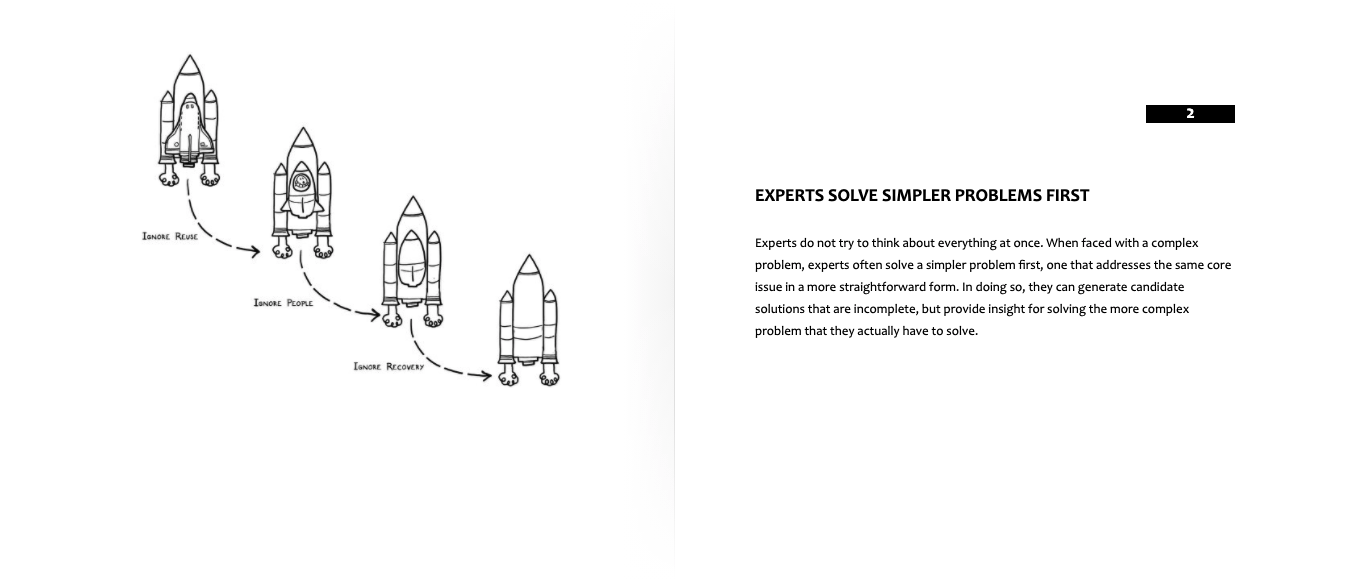 Ignore Reuse
Ignore People
Ignore Recovery
2
EXPERTS SOLVE SIMPLER PROBLEMS FIRST
Experts do not try to think about everything at once. When faced with a complex
problem, experts often solve a simpler problem first, one that addresses the same core
issue in a more straightforward form. In doing so, they can generate candidate
solutions that are incomplete, but provide insight for solving the more complex
problem that they actually have to solve.